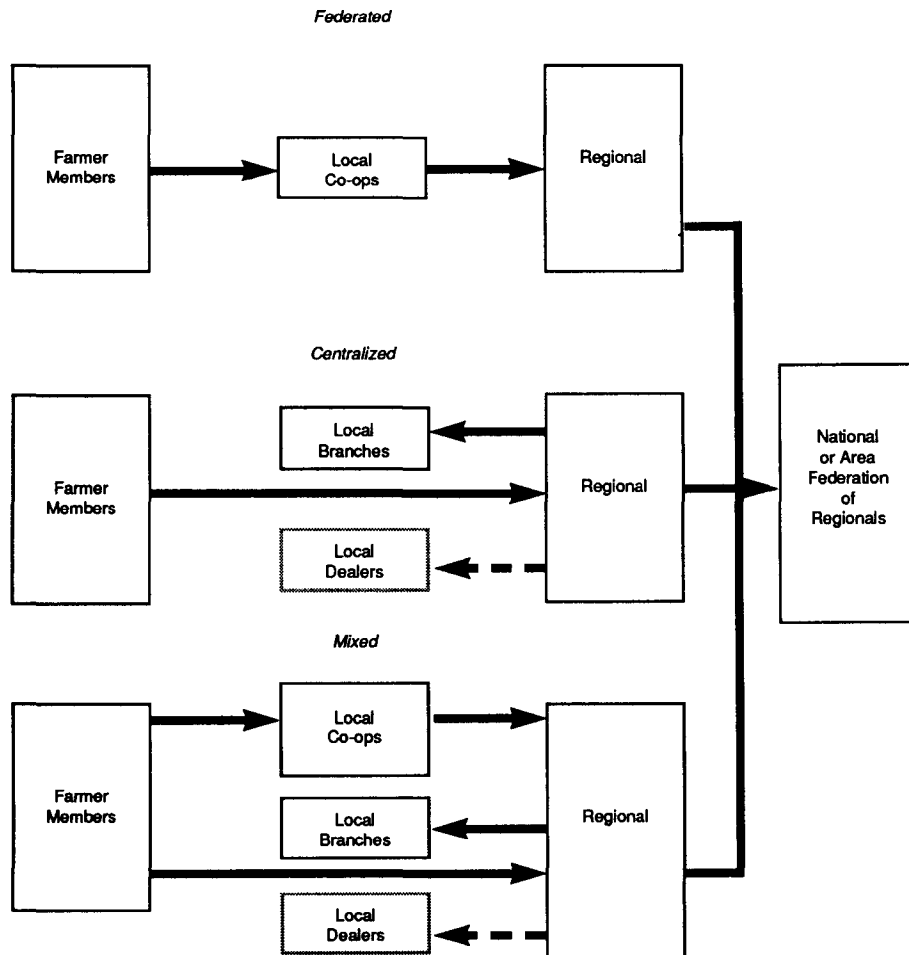 Federated
Farmer
Members
Local
Co-ops
Regional
Centralized
Farmer
Members
Local
Branches
Local
Dealers
Regional
National
or Area
Federation
of
Regionals
Mixed
Farmer
Members
Local
Co-ops
Local
Branches
Local
Dealers
Regional